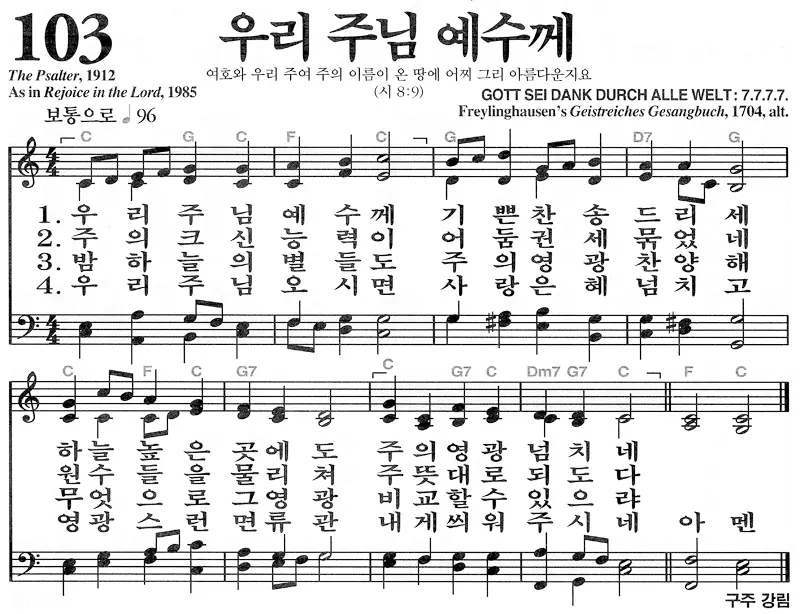 103 우리 주님 예수께
The Psalter, 1912
여호와 우리 주여 주의 이름이 온 땅에 어찌 그리 아름다운지요
As in Rejoice in the Lord, 1985
(시 8:9)
GOTT SEI DANK DURCH ALLE WELT : 7.7.7.7.
보통으로 ♩ 96
Freylinghausen's Geistreiches Gesangbuch, 1704, alt.
C G C F C G D7 G
4 4
1. 우 리 주 님 예 수 께 기 쁜 찬 송 드 리 세
2. 주 의 크 신 능 력 이 어 둠 권 세 묶 었 네
3. 밤 하 늘 의 별 들 도 주 의 영 광 찬 양 해
4. 우 리 주 님 오 시 면 사 랑 은 혜 넘 치 고
4 4
C F C G7 C G7 C Dm7 G7 C F C
하 늘 높 은 곳 에 도 주 의 영 광 넘 치 네
원 수 들 을 물 리 쳐 주 뜻 대 로 되 도 다
무 엇 으 로 그 영 광 비 교 할 수 있 으 랴
영 광 스 런 면 류 관 내 게 씌 워 주 시 네 아 멘
구주 강림